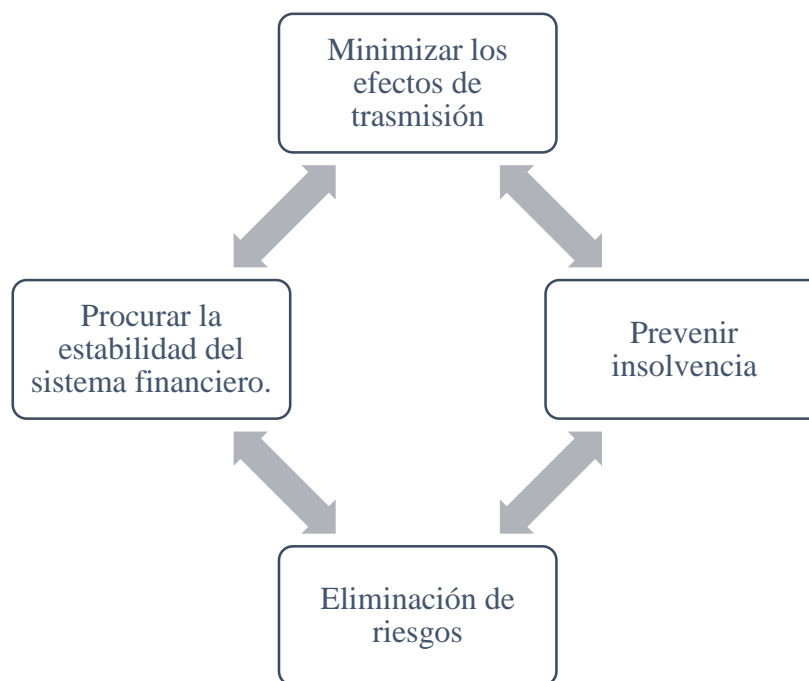 Minimizar los
efectos de
trasmisión
Procurar la
estabilidad del
sistema financiero.
Prevenir
insolvencia
Eliminación de
riesgos